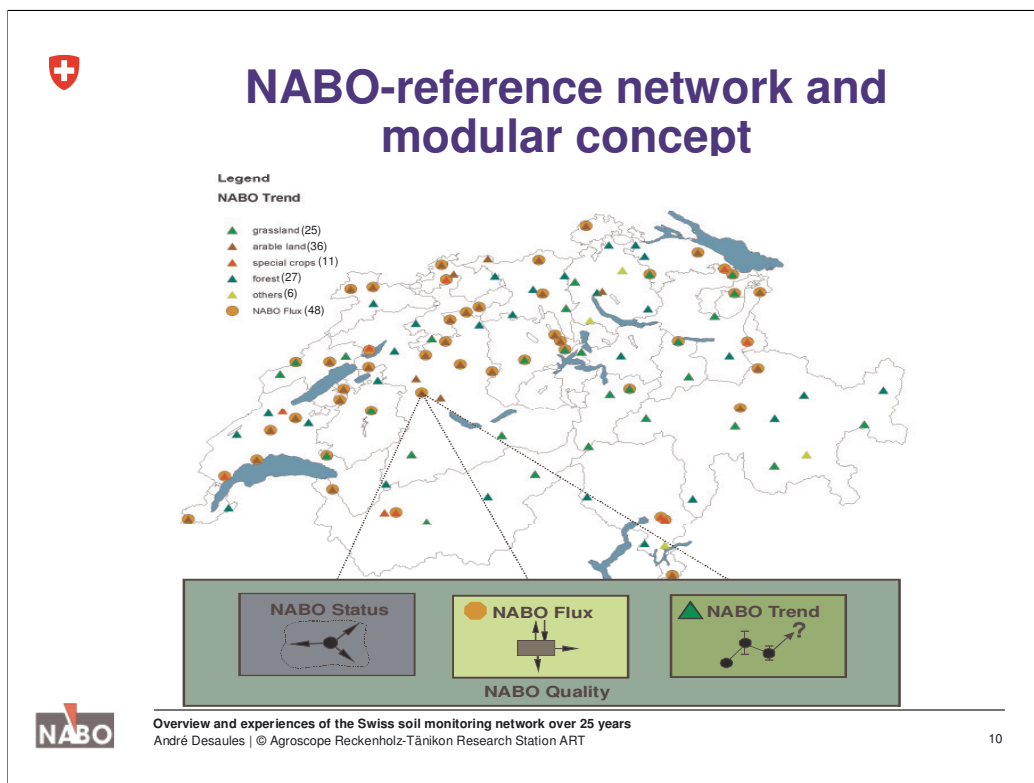 NABO-reference network and
modular concept
Legend
NABO Trend
grassland (25)
arable land (36)
special crops (11)
forest (27)
others (6)
NABO Flux (48)
NABO Status
NABO Flux
NABO Trend
?
NABO Quality
NABO
Overview and experiences of the Swiss soil monitoring network over 25 years
André Desaules | © Agroscope Reckenholz-Tänikon Research Station ART
10